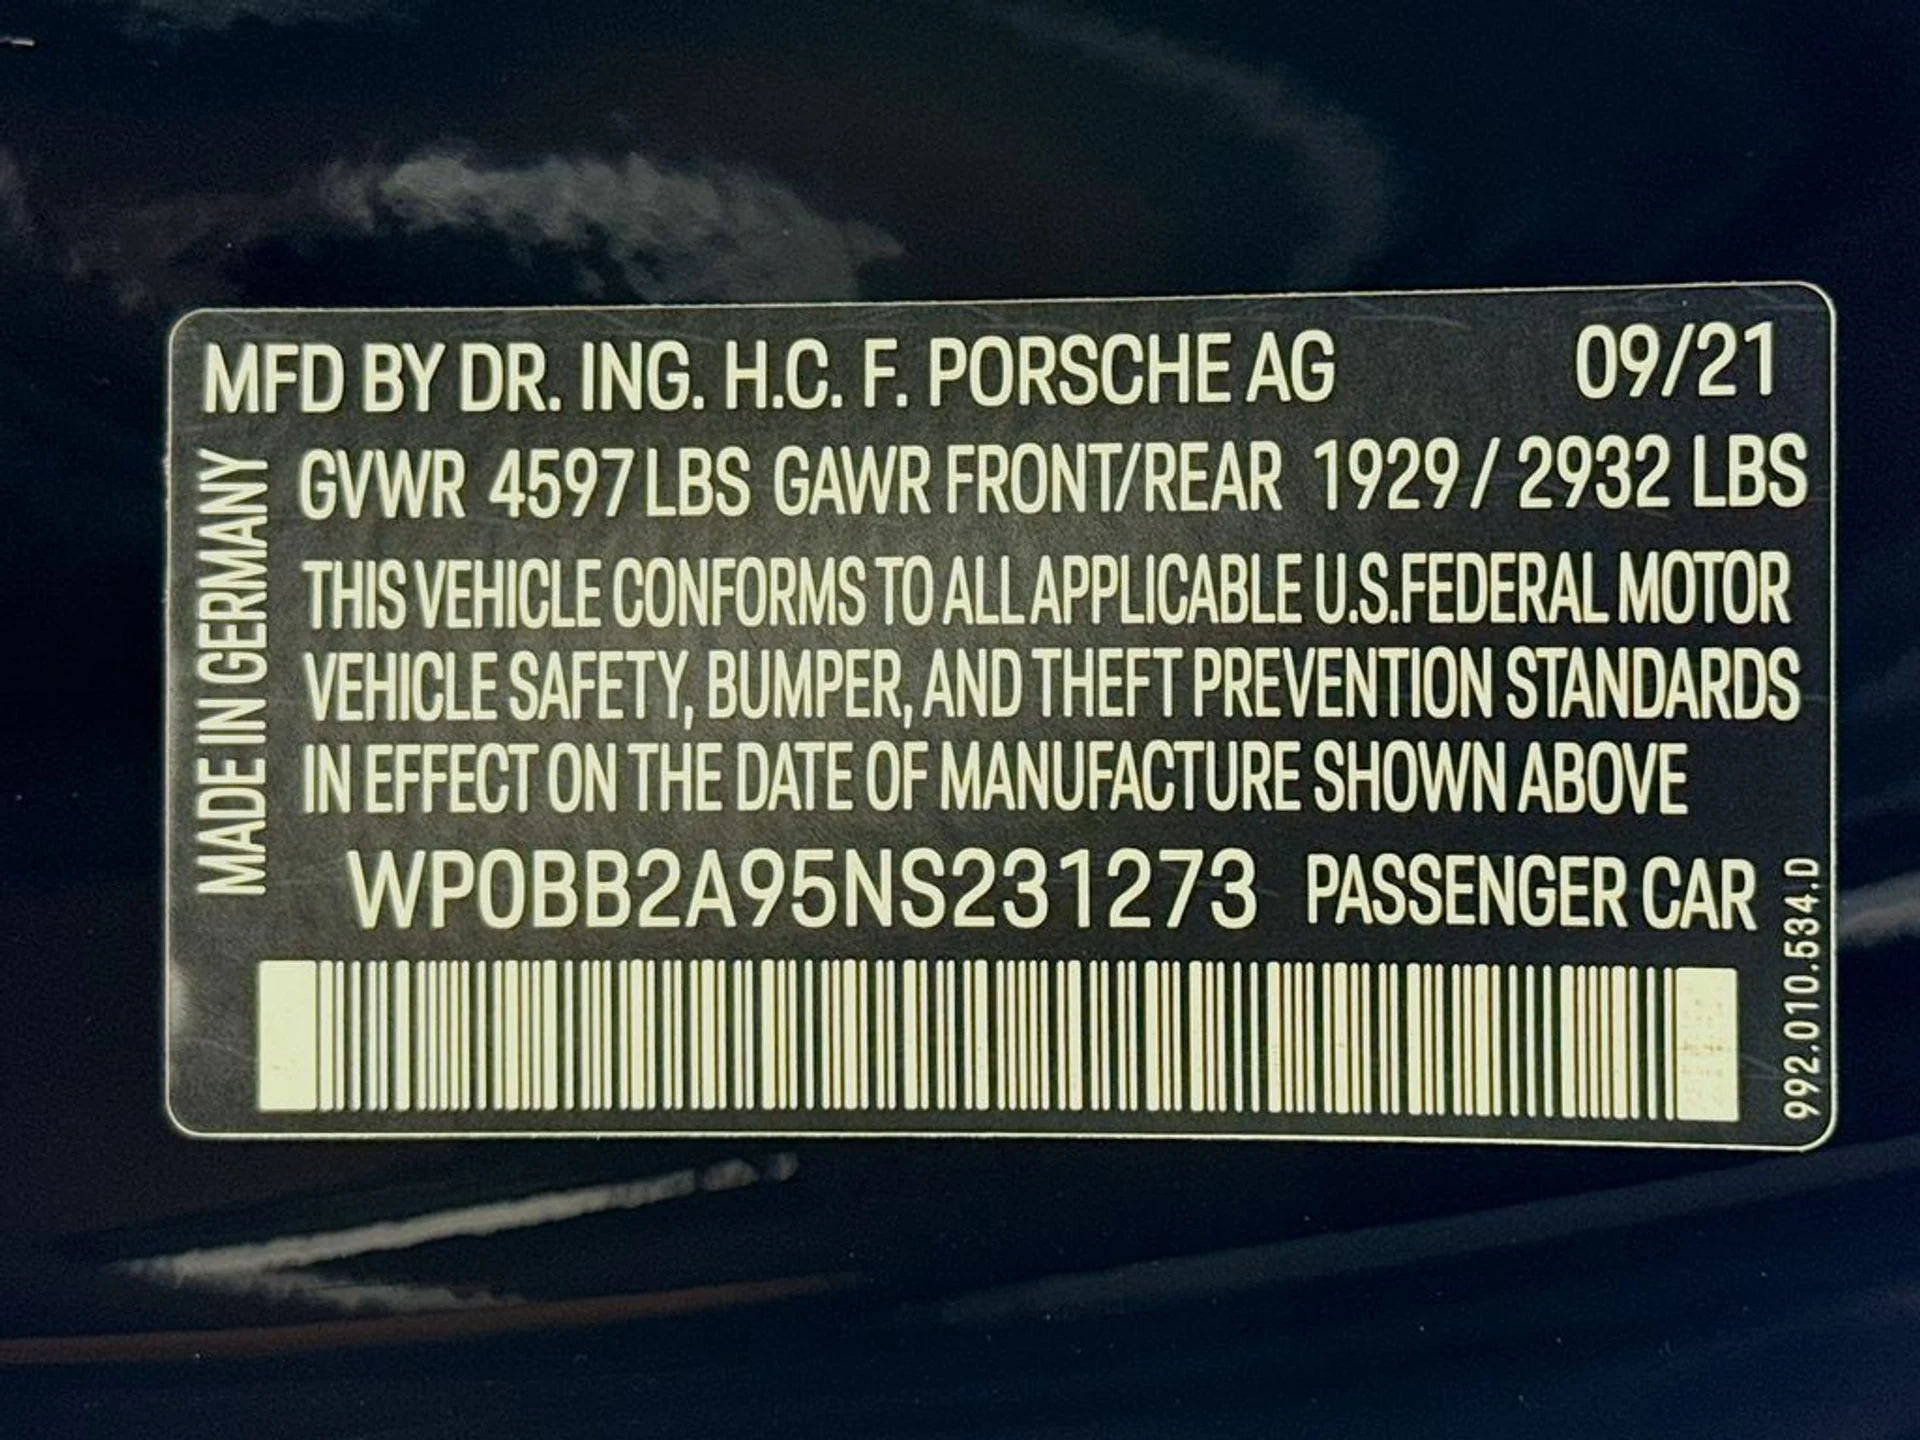 MFD BY DR. ING. H.C. F. PORSCHE AG 09/21
GVWR 4597 LBS GAWR FRONT/REAR 1929 / 2932 LBS
THIS VEHICLE CONFORMS TO ALL APPLICABLE U.S.FEDERAL MOTOR
VEHICLE SAFETY, BUMPER, AND THEFT PREVENTION STANDARDS
IN EFFECT ON THE DATE OF MANUFACTURE SHOWN ABOVE
WP0BB2A95NS231273 PASSENGER CAR
MADE IN GERMANY
992.010.534.D